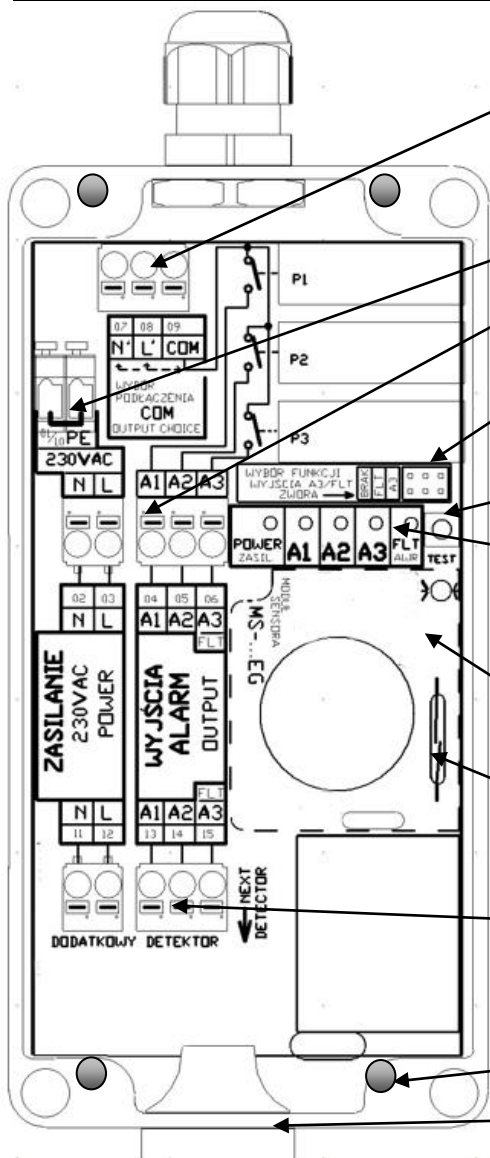 P1
07 08 09
N' L' COM
WYBÓR
PODŁĄCZENIA
COM
OUTPUT CHOICE
P2
P3
01/10 PE
230VAC
N L
A1 A2 A3
WYBÓR FUNKCJI
WYJŚCIA A3/FLT
ZWORA
BRAK
FLT
A3
POWER
ZASIL.
A1 A2 A3
FLT
AWR
TEST
02 03
N L
04 05 06
A1 A2 A3
FLT
MODUŁ
SENSORA
MS-...EG
ZASILANIE
230VAC
POWER
WYJŚCIA
ALARM
OUTPUT
FLT
N L
11 12
A1 A2 A3
13 14 15
NEXT
DETECTOR
DODATKOWY DETEKTOR